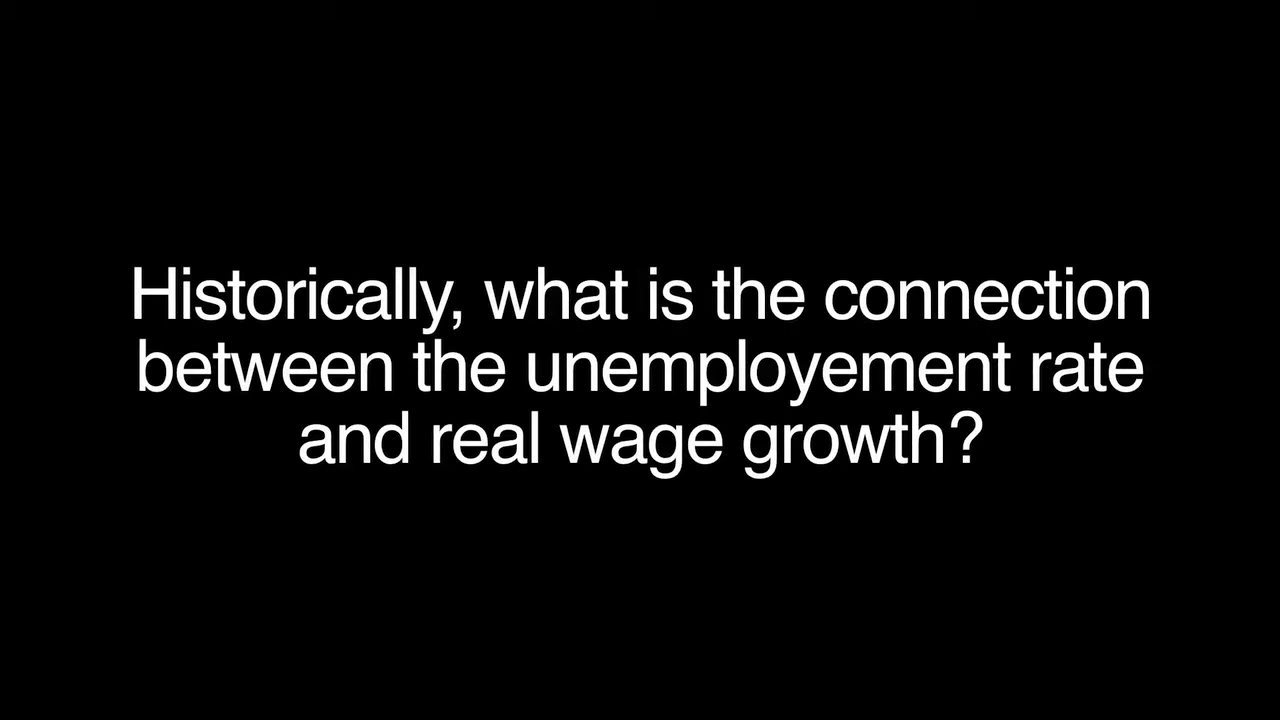 Historically, what is the connection
between the unemployement rate
and real wage growth?